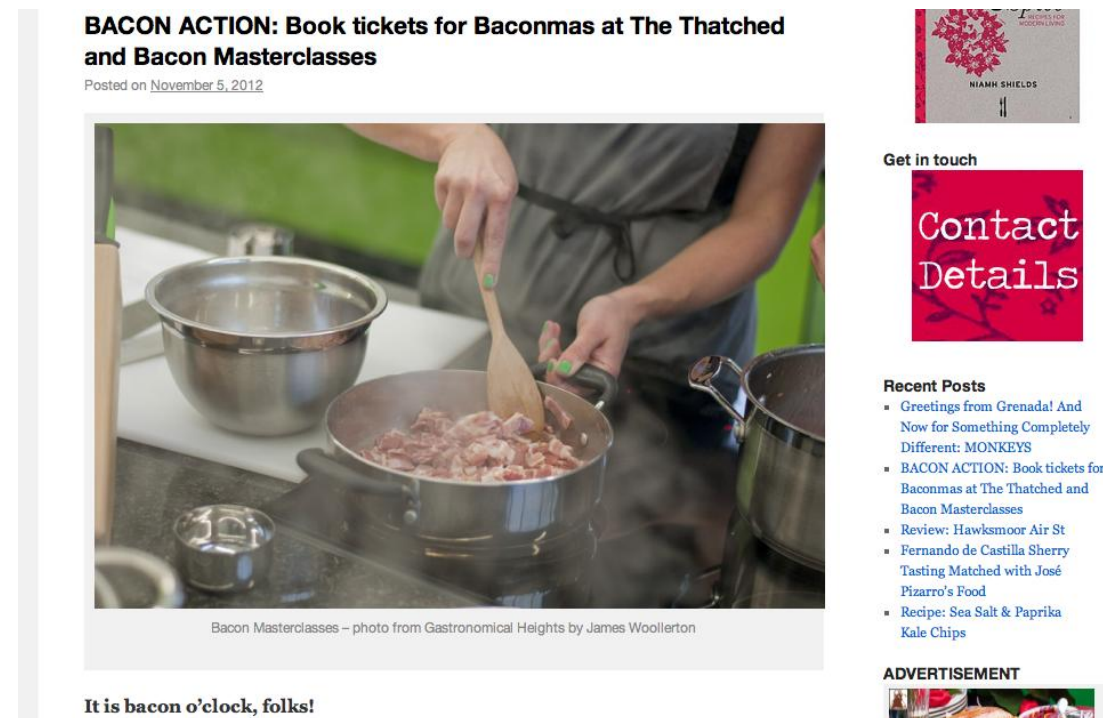 BACON ACTION: Book tickets for Baconmas at The Thatched
and Bacon Masterclasses
Posted on November 5, 2012
Bacon Masterclasses – photo from Gastronomical Heights by James Woollerton
It is bacon o’clock, folks!
RECIPES FOR
MODERN LIVING
NIAMH SHIELDS
Get in touch
Contact
Details
Recent Posts
Greetings from Grenada! And
Now for Something Completely
Different: MONKEYS
BACON ACTION: Book tickets for
Baconmas at The Thatched and
Bacon Masterclasses
Review: Hawksmoor Air St
Fernando de Castilla Sherry
Tasting Matched with José
Pizarro's Food
Recipe: Sea Salt & Paprika
Kale Chips
ADVERTISEMENT